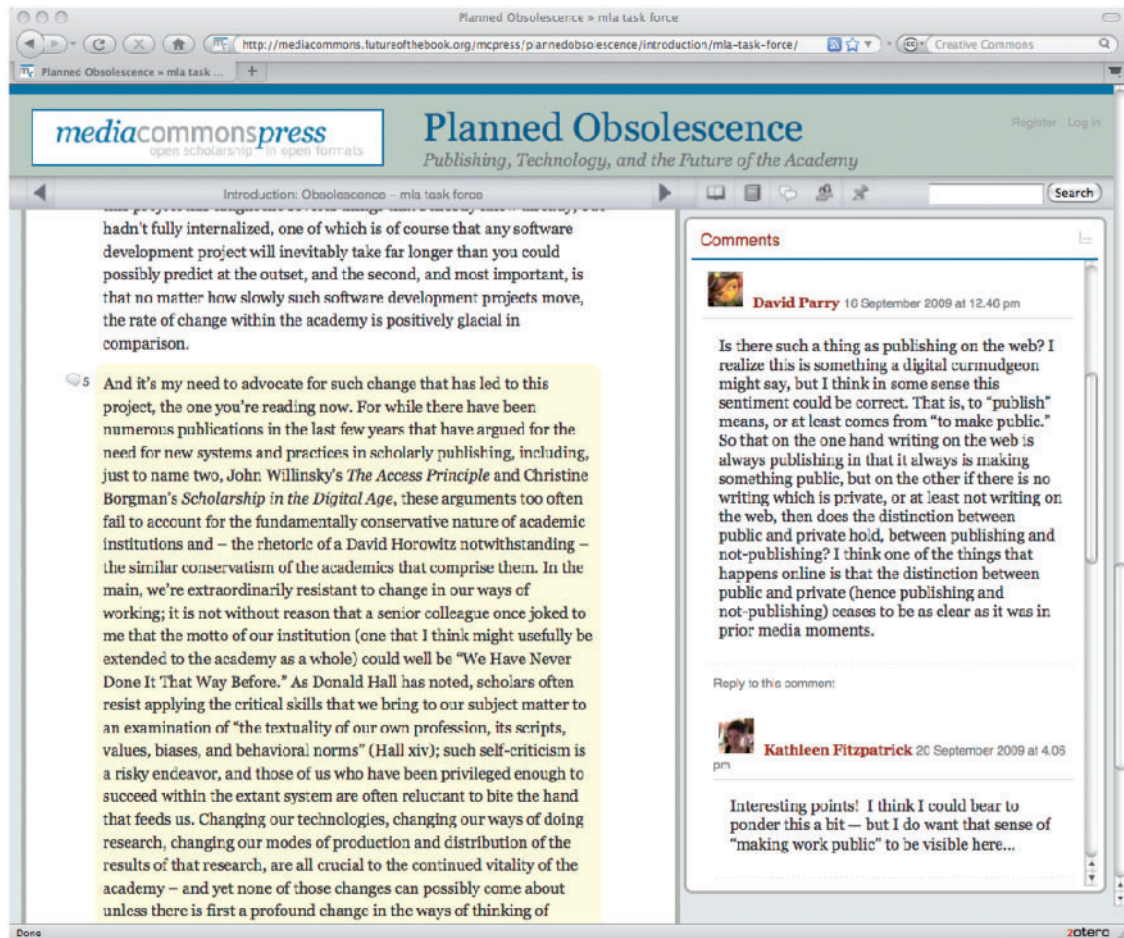 Planned Obsolescence » mla task force
http://mediacommons.futureofthebook.org/mcpress/plannedobsolescence/introduction/mla-task-force/
Creative Commons
Planned Obsolescence » mla task ...
mediacommonspress
open scholarship in open formats
Planned Obsolescence
Publishing, Technology, and the Future of the Academy
Register Log in
Introduction: Obsolescence – mla task force
Search
hadn't fully internalized, one of which is of course that any software
development project will inevitably take far longer than you could
possibly predict at the outset, and the second, and most important, is
that no matter how slowly such software development projects move,
the rate of change within the academy is positively glacial in
comparison.
5
And it's my need to advocate for such change that has led to this
project, the one you're reading now. For while there have been
numerous publications in the last few years that have argued for the
need for new systems and practices in scholarly publishing, including,
just to name two, John Willinsky's The Access Principle and Christine
Borgman's Scholarship in the Digital Age, these arguments too often
fail to account for the fundamentally conservative nature of academic
institutions and – the rhetoric of a David Horowitz notwithstanding –
the similar conservatism of the academics that comprise them. In the
main, we're extraordinarily resistant to change in our ways of
working; it is not without reason that a senior colleague once joked to
me that the motto of our institution (one that I think might usefully be
extended to the academy as a whole) could well be "We Have Never
Done It That Way Before." As Donald Hall has noted, scholars often
resist applying the critical skills that we bring to our subject matter to
an examination of "the textuality of our own profession, its scripts,
values, biases, and behavioral norms" (Hall xiv); such self-criticism is
a risky endeavor, and those of us who have been privileged enough to
succeed within the extant system are often reluctant to bite the hand
that feeds us. Changing our technologies, changing our ways of doing
research, changing our modes of production and distribution of the
results of that research, are all crucial to the continued vitality of the
academy – and yet none of those changes can possibly come about
unless there is first a profound change in the ways of thinking of
Comments
David Parry 16 September 2009 at 12.46 pm
Is there such a thing as publishing on the web? I
realize this is something a digital curmudgeon
might say, but I think in some sense this
sentiment could be correct. That is, to "publish"
means, or at least comes from "to make public."
So that on the one hand writing on the web is
always publishing in that it always is making
something public, but on the other if there is no
writing which is private, or at least not writing on
the web, then does the distinction between
public and private hold, between publishing and
not-publishing? I think one of the things that
happens online is that the distinction between
public and private (hence publishing and
not-publishing) ceases to be as clear as it was in
prior media moments.
Reply to this comment
Kathleen Fitzpatrick 20 September 2009 at 4.06
pm
Interesting points! I think I could bear to
ponder this a bit — but I do want that sense of
"making work public" to be visible here...
Done
zotero